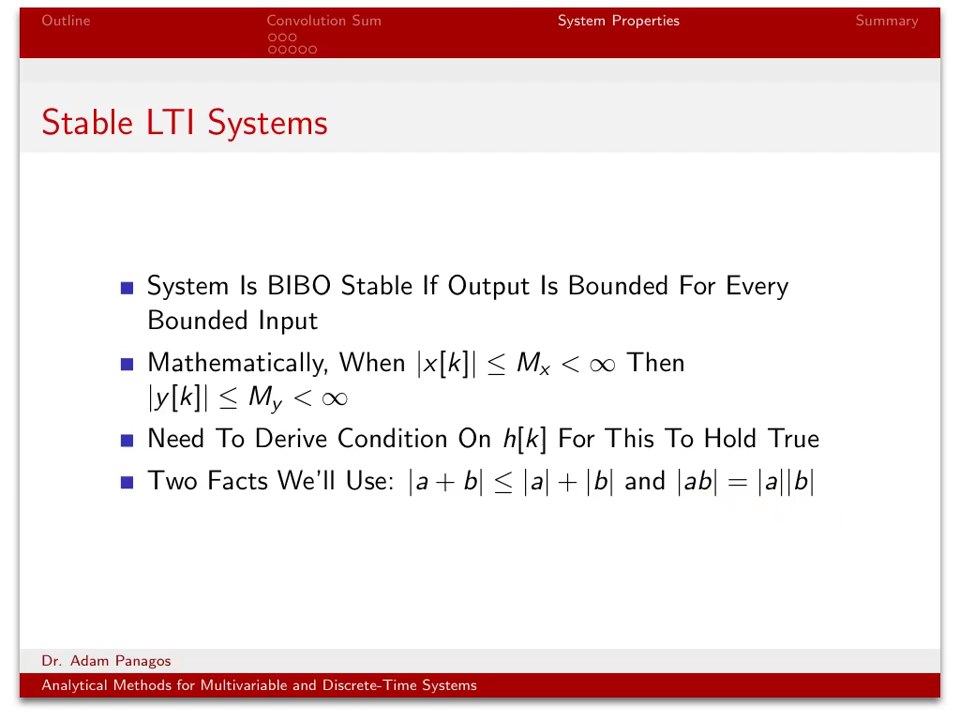 Outline Convolution Sum System Properties Summary
Stable LTI Systems
System Is BIBO Stable If Output Is Bounded For Every
Bounded Input
Mathematically, When |x[k]| ≤ Mₓ < ∞ Then
|y[k]| ≤ M_y < ∞
Need To Derive Condition On h[k] For This To Hold True
Two Facts We'll Use: |a + b| ≤ |a| + |b| and |ab| = |a||b|
Dr. Adam Panagos
Analytical Methods for Multivariable and Discrete-Time Systems